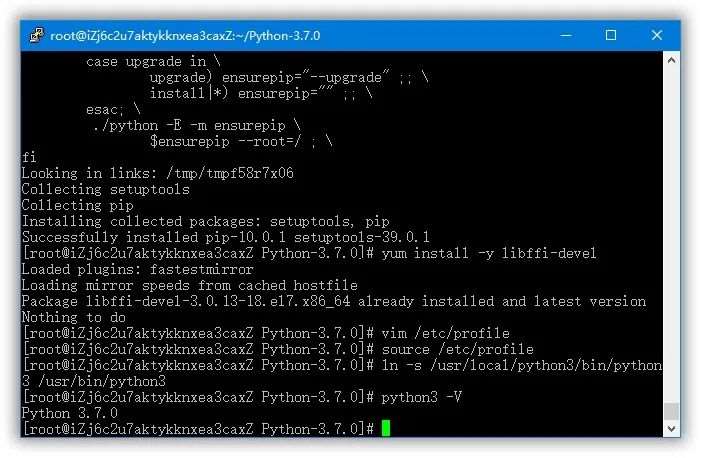 root@iZj6c2u7aktykknxea3caxZ:~/Python-3.7.0
case upgrade in \
upgrade) ensurepip="--upgrade" ;; \
install|*) ensurepip="" ;; \
esac; \
./python -E -m ensurepip \
$ensurepip --root=/ ; \
fi
Looking in links: /tmp/tmpf58r7x06
Collecting setuptools
Collecting pip
Installing collected packages: setuptools, pip
Successfully installed pip-10.0.1 setuptools-39.0.1
[root@iZj6c2u7aktykknxea3caxZ Python-3.7.0]# yum install -y libffi-devel
Loaded plugins: fastestmirror
Loading mirror speeds from cached hostfile
Package libffi-devel-3.0.13-18.el7.x86_64 already installed and latest version
Nothing to do
[root@iZj6c2u7aktykknxea3caxZ Python-3.7.0]# vim /etc/profile
[root@iZj6c2u7aktykknxea3caxZ Python-3.7.0]# source /etc/profile
[root@iZj6c2u7aktykknxea3caxZ Python-3.7.0]# ln -s /usr/local/python3/bin/python
3 /usr/bin/python3
[root@iZj6c2u7aktykknxea3caxZ Python-3.7.0]# python3 -V
Python 3.7.0
[root@iZj6c2u7aktykknxea3caxZ Python-3.7.0]#